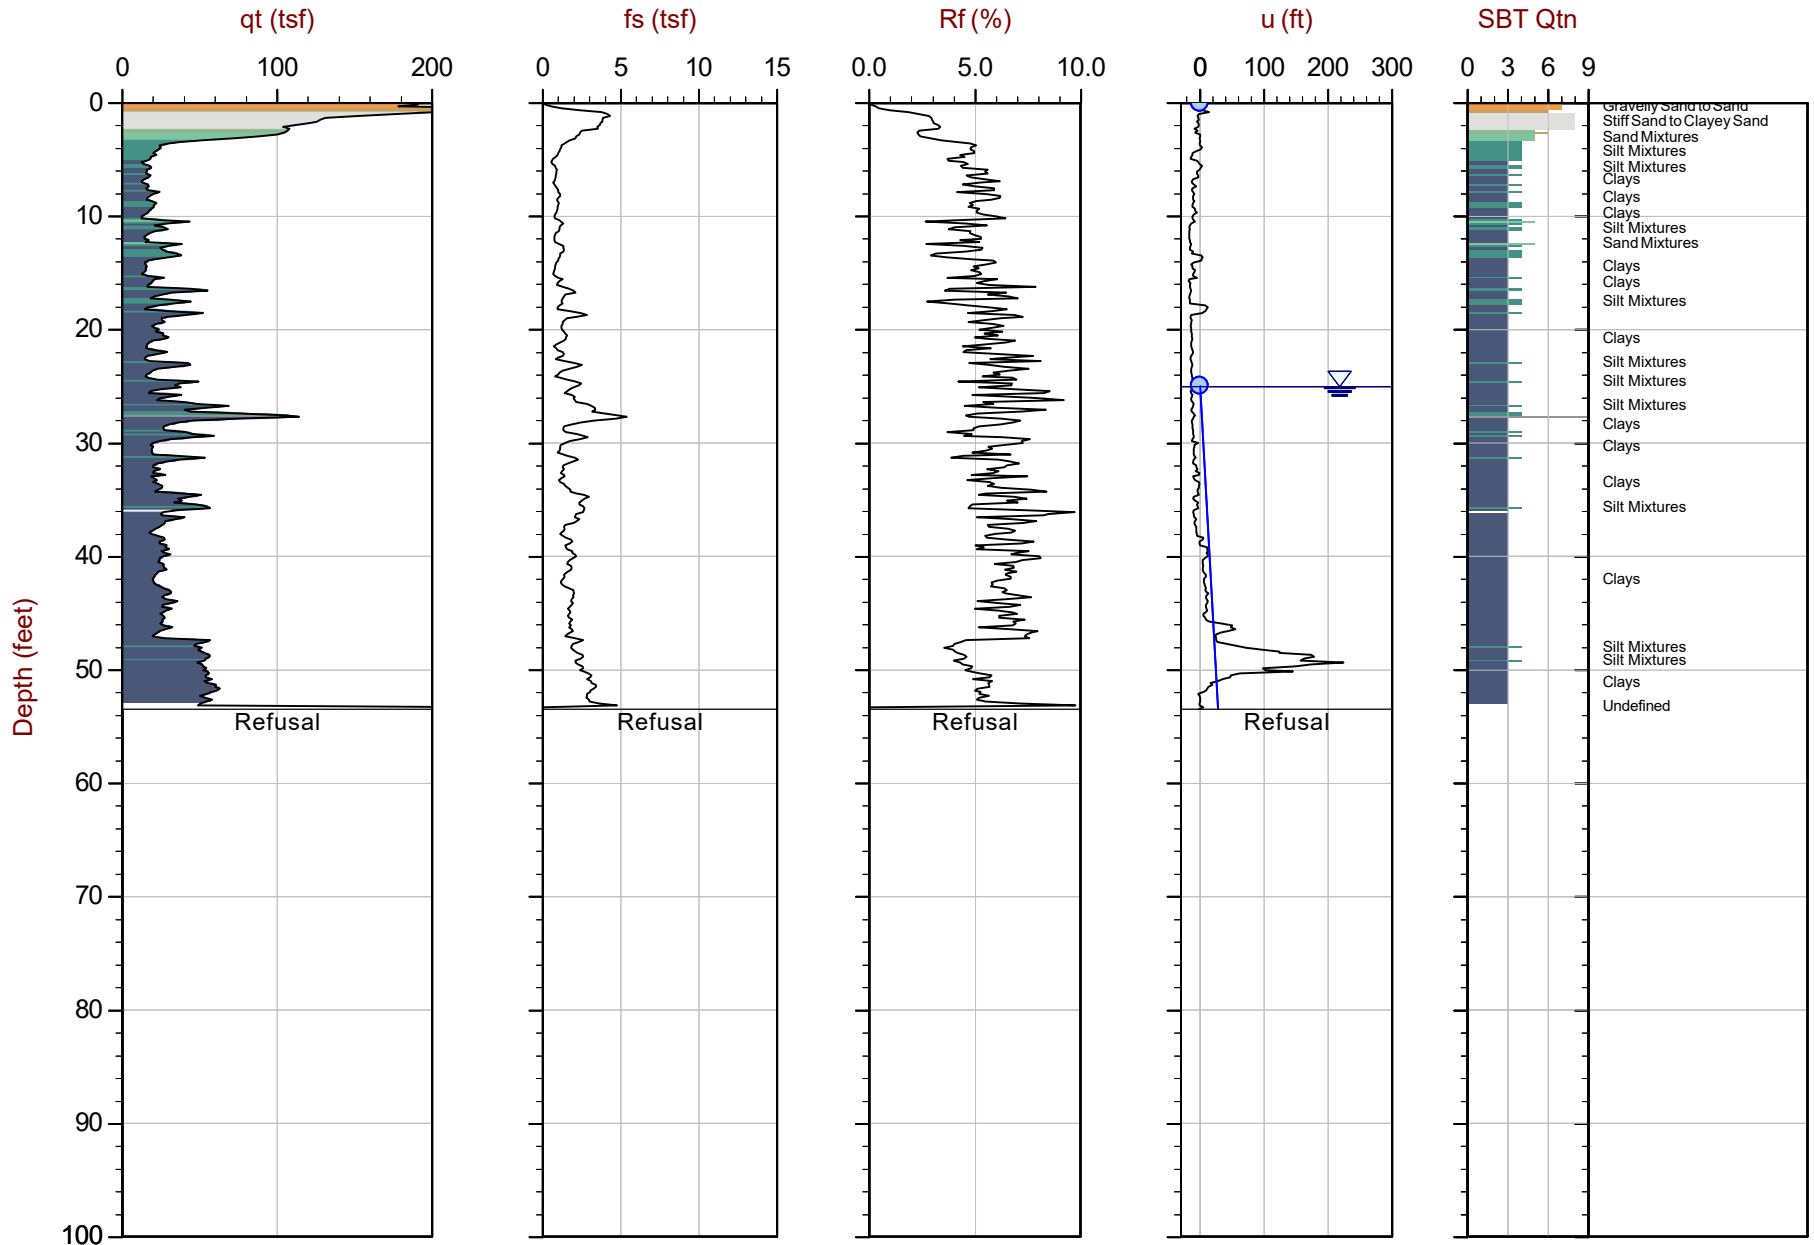 qt (tsf)
fs (tsf)
Rf (%)
u (ft)
SBT Qtn
0 100 200
0 5 10 15
0.0 5.0 10.0
0 100 200 300
0 3 6 9
Depth (feet)
0
10
20
30
40
50
60
70
80
90
100
Gravelly Sand to Sand
Stiff Sand to Clayey Sand
Sand Mixtures
Silt Mixtures
Silt Mixtures
Clays
Clays
Clays
Silt Mixtures
Sand Mixtures
Clays
Clays
Silt Mixtures
Clays
Silt Mixtures
Silt Mixtures
Silt Mixtures
Clays
Clays
Clays
Silt Mixtures
Clays
Silt Mixtures
Silt Mixtures
Clays
Undefined
Refusal
Refusal
Refusal
Refusal